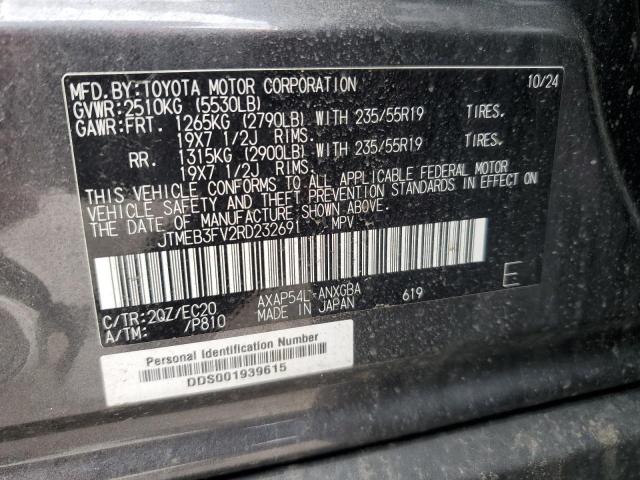 MFD.BY:TOYOTA MOTOR CORPORATION 10/24
GVWR:2510KG (5530LB)
GAWR:FRT. 1265KG (2790LB) WITH 235/55R19 TIRES.
19X7 1/2J RIMS.
RR. 1315KG (2900LB) WITH 235/55R19 TIRES.
19X7 1/2J RIMS.
THIS VEHICLE CONFORMS TO ALL APPLICABLE FEDERAL MOTOR
VEHICLE SAFETY AND THEFT PREVENTION STANDARDS IN EFFECT ON
THE DATE OF MANUFACTURE SHOWN ABOVE.
JTMEB3FV2RD232691 MPV
E
C/TR:2QZ/EC20 AXAP54L-ANXGBA 619
A/TM: /P810 MADE IN JAPAN
Personal Identification Number
DDS001939615